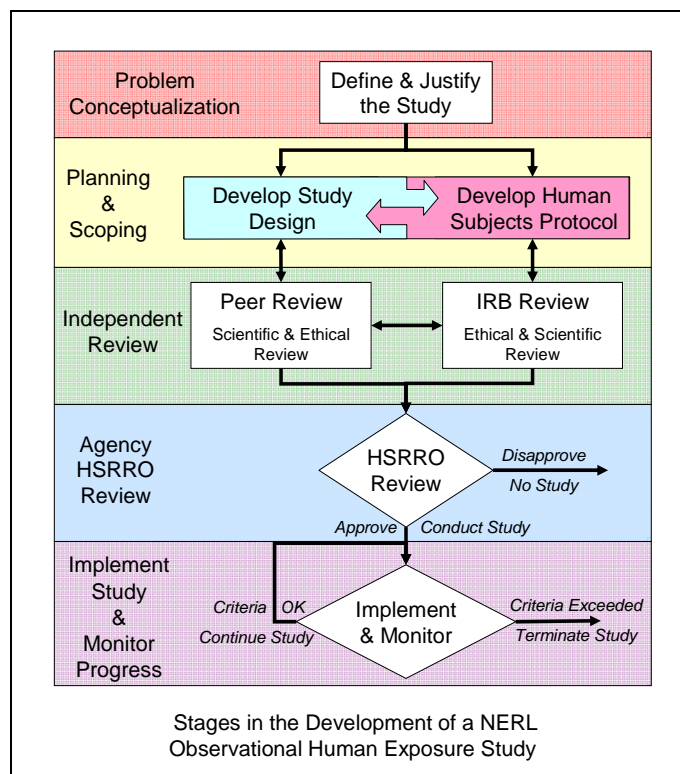 Problem
Conceptualization
Define & Justify
the Study
Planning
&
Scoping
Develop Study
Design
Develop Human
Subjects Protocol
Independent
Review
Peer Review
Scientific & Ethical
Review
IRB Review
Ethical & Scientific
Review
Agency
HSRRO
Review
HSRRO
Review
Disapprove
No Study
Approve
Conduct Study
Implement
Study
&
Monitor
Progress
Criteria OK
Continue Study
Implement
& Monitor
Criteria Exceeded
Terminate Study
Stages in the Development of a NERL
Observational Human Exposure Study